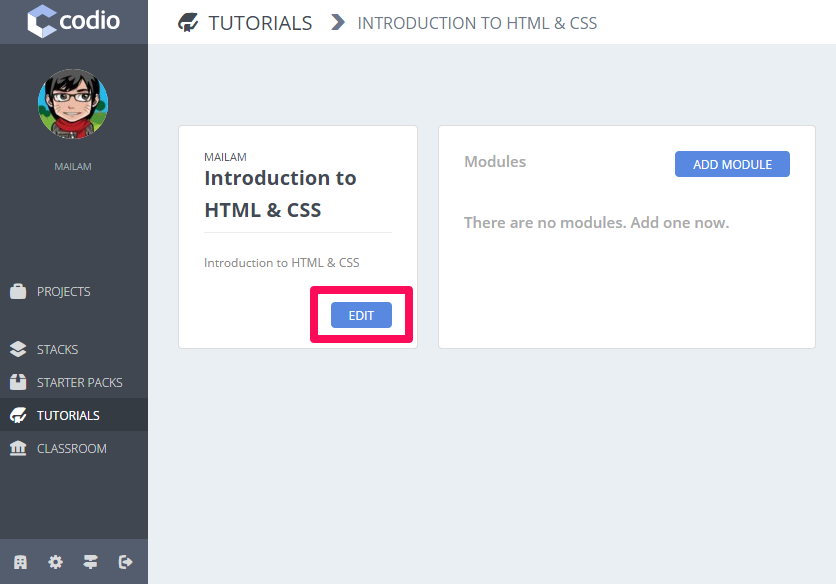 codio
TUTORIALS
INTRODUCTION TO HTML & CSS
MAILAM
PROJECTS
STACKS
STARTER PACKS
TUTORIALS
CLASSROOM
MAILAM
Introduction to
HTML & CSS
Introduction to HTML & CSS
EDIT
Modules
ADD MODULE
There are no modules. Add one now.